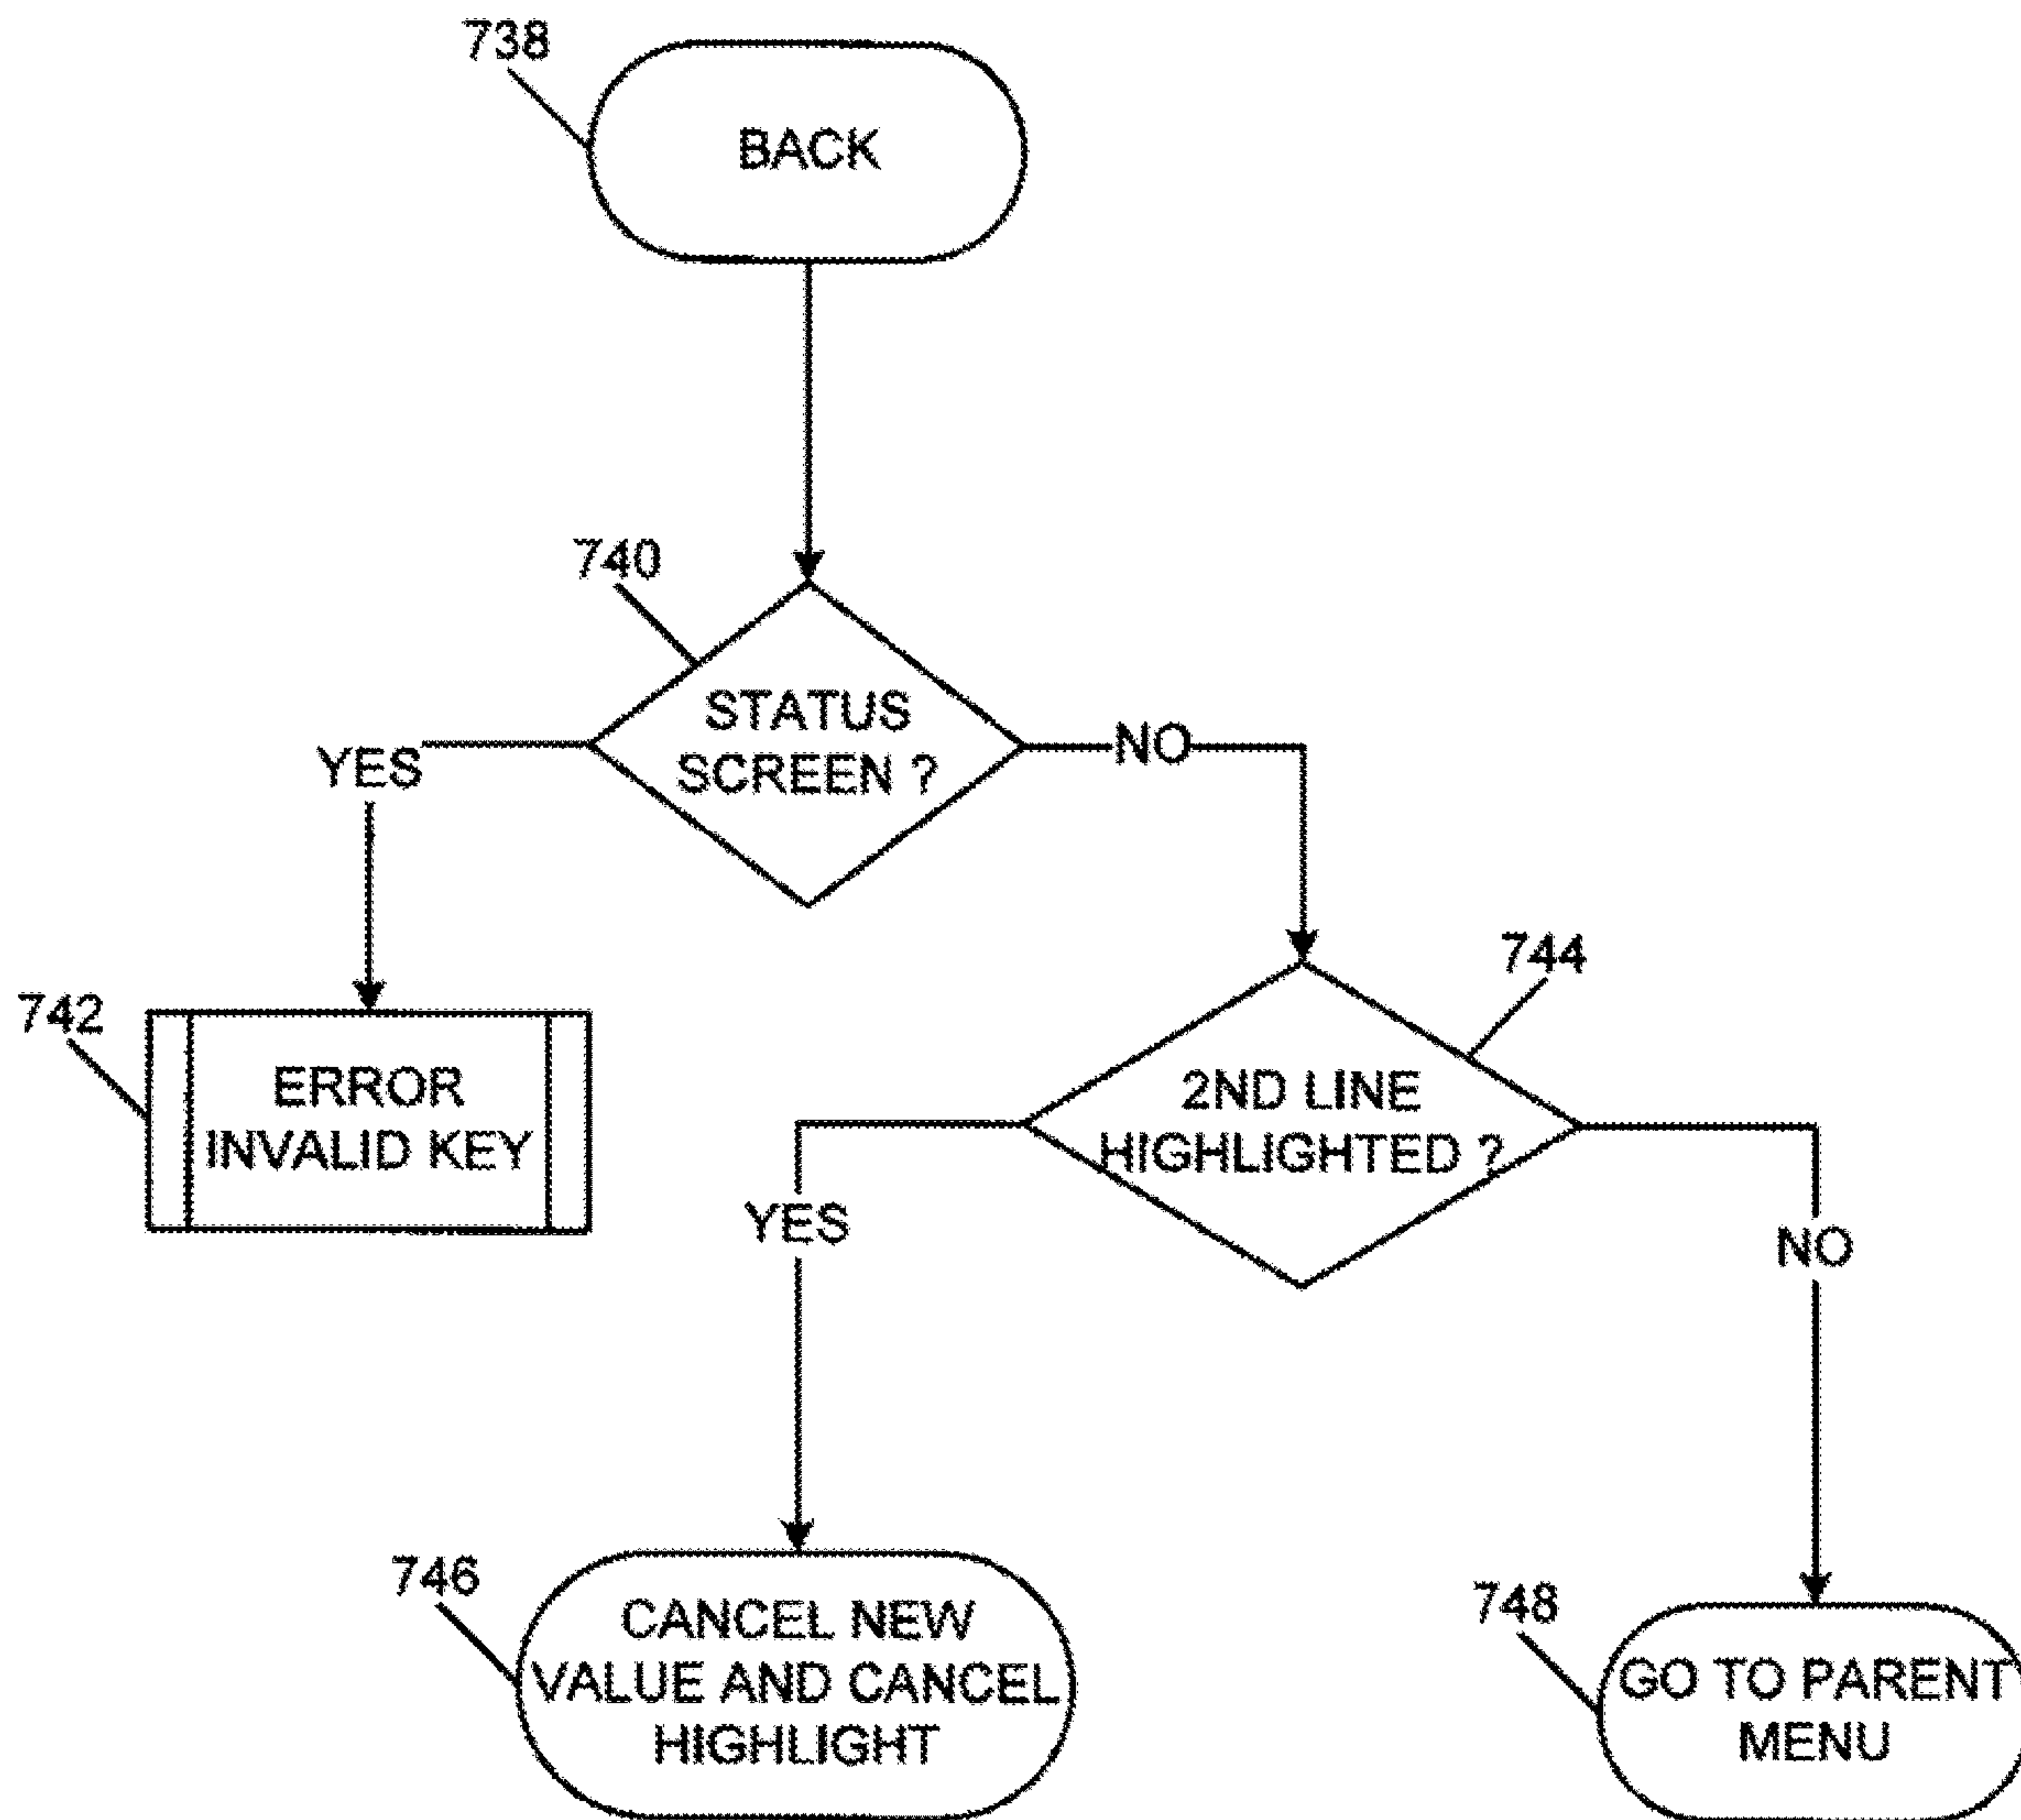 738
BACK
740
STATUS
SCREEN ?
YES
NO
742
ERROR
INVALID KEY
744
2ND LINE
HIGHLIGHTED ?
YES
NO
746
CANCEL NEW
VALUE AND CANCEL
HIGHLIGHT
748
GO TO PARENT
MENU